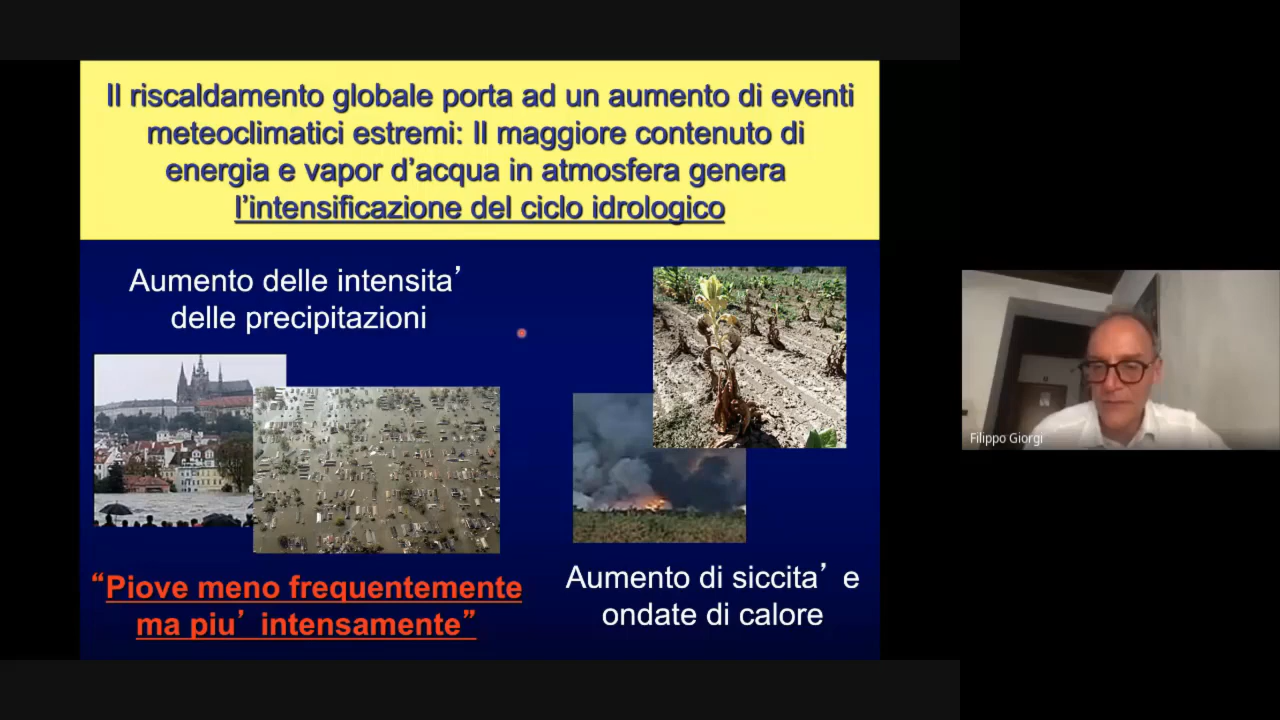 Il riscaldamento globale porta ad un aumento di eventi
meteoclimatici estremi: Il maggiore contenuto di
energia e vapor d’acqua in atmosfera genera
l’intensificazione del ciclo idrologico
Aumento delle intensita’
delle precipitazioni
“Piove meno frequentemente
ma piu’ intensamente”
Aumento di siccita’ e
ondate di calore
Filippo Giorgi